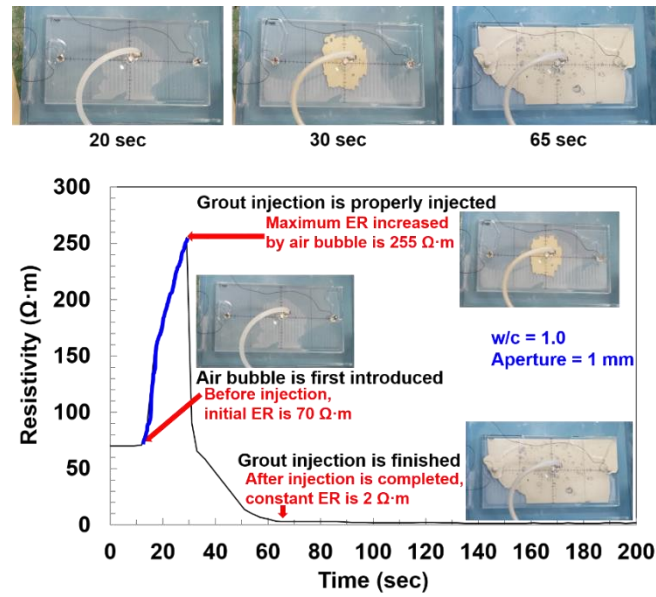 20 sec
30 sec
65 sec
300
250
200
150
100
50
0
Resistivity (Ω·m)
Grout injection is properly injected
Maximum ER increased
by air bubble is 255 Ω·m
w/c = 1.0
Aperture = 1 mm
Air bubble is first introduced
Before injection,
initial ER is 70 Ω·m
Grout injection is finished
After injection is completed,
constant ER is 2 Ω·m
0 20 40 60 80 100 120 140 160 180 200
Time (sec)